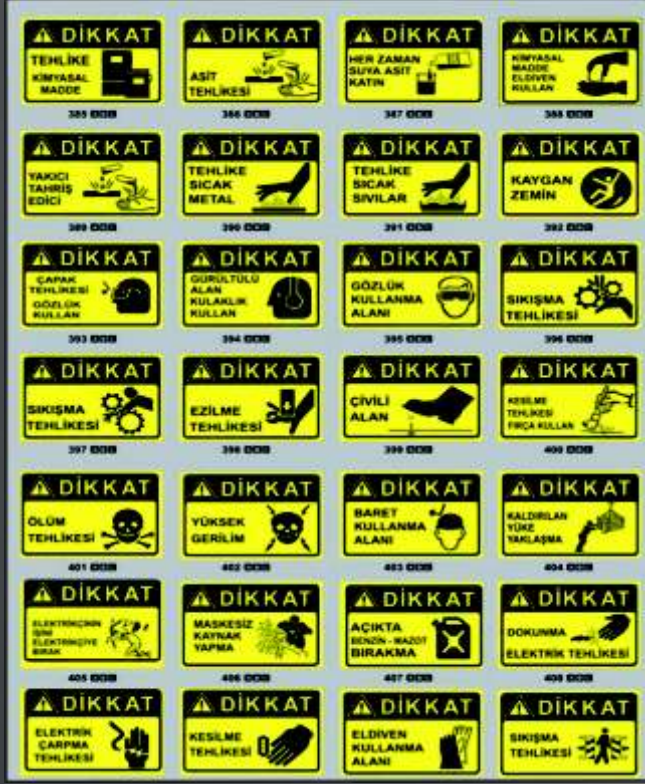 DİKKAT
TEHLİKE
KİMYASAL
MADDE
385
DİKKAT
ASİT
TEHLİKESİ
386
DİKKAT
HER ZAMAN
SUYA ASİT
KATIN
387
DİKKAT
KİMYASAL
MADDE
ELDİVEN
KULLAN
388
DİKKAT
YAKICI
TAHRİŞ
EDİCİ
389
DİKKAT
TEHLİKE
SICAK
METAL
390
DİKKAT
TEHLİKE
SICAK
SIVILAR
391
DİKKAT
KAYGAN
ZEMİN
392
DİKKAT
ÇAPAK
TEHLİKESİ
GÖZLÜK
KULLAN
393
DİKKAT
GÜRÜLTÜLÜ
ALAN
KULAKLIK
KULLAN
394
DİKKAT
GÖZLÜK
KULLANMA
ALANI
395
DİKKAT
SIKIŞMA
TEHLİKESİ
396
DİKKAT
SIKIŞMA
TEHLİKESİ
397
DİKKAT
EZİLME
TEHLİKESİ
398
DİKKAT
ÇİVİLİ
ALAN
399
DİKKAT
KESİLME
TEHLİKESİ
FIRÇA KULLAN
400
DİKKAT
ÖLÜM
TEHLİKESİ
401
DİKKAT
YÜKSEK
GERİLİM
402
DİKKAT
BARET
KULLANMA
ALANI
403
DİKKAT
KALDIRILAN
YÜKE
YAKLAŞMA
404
DİKKAT
ELEKTRİKÇİNİN
İŞİNİ
ELEKTRİKÇİYE
BIRAK
405
DİKKAT
MASKESİZ
KAYNAK
YAPMA
406
DİKKAT
AÇIKTA
BENZİN - MAZOT
BIRAKMA
407
DİKKAT
DOKUNMA
ELEKTRİK TEHLİKESİ
408
DİKKAT
ELEKTRİK
ÇARPMA
TEHLİKESİ
DİKKAT
KESİLME
TEHLİKESİ
DİKKAT
ELDİVEN
KULLANMA
ALANI
DİKKAT
SIKIŞMA
TEHLİKESİ